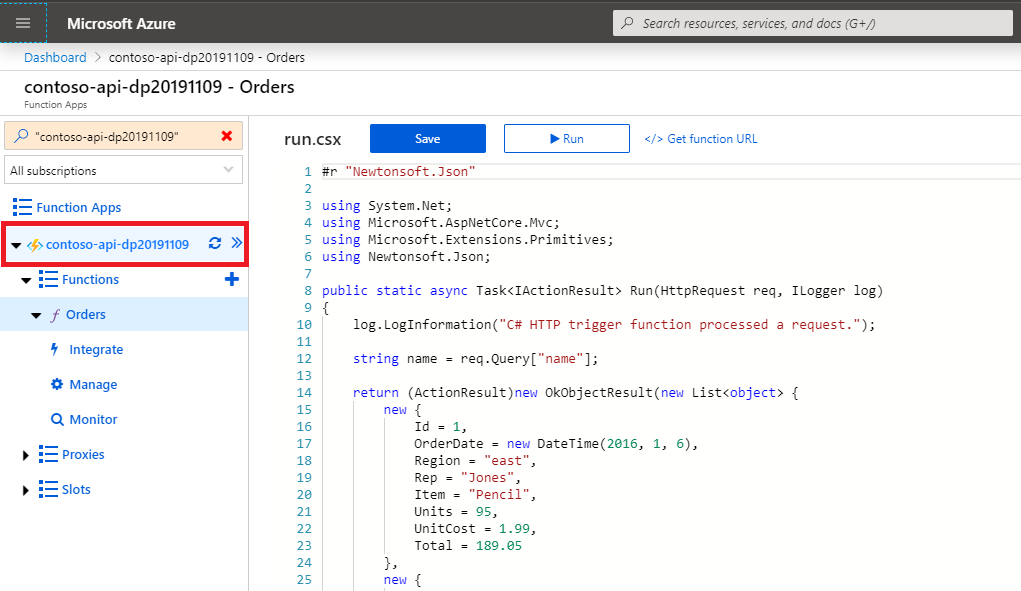 Microsoft Azure
Search resources, services, and docs (G+/)
Dashboard > contoso-api-dp20191109 - Orders
contoso-api-dp20191109 - Orders
Function Apps
"contoso-api-dp20191109"
All subscriptions
Function Apps
contoso-api-dp20191109
Functions
Orders
Integrate
Manage
Monitor
Proxies
Slots
run.csx Save Run </> Get function URL
1 #r "Newtonsoft.Json"
2
3 using System.Net;
4 using Microsoft.AspNetCore.Mvc;
5 using Microsoft.Extensions.Primitives;
6 using Newtonsoft.Json;
7
8 public static async Task<IActionResult> Run(HttpRequest req, ILogger log)
9 {
10     log.LogInformation("C# HTTP trigger function processed a request.");
11
12     string name = req.Query["name"];
13
14     return (ActionResult)new OkObjectResult(new List<object> {
15         new {
16             Id = 1,
17             OrderDate = new DateTime(2016, 1, 6),
18             Region = "east",
19             Rep = "Jones",
20             Item = "Pencil",
21             Units = 95,
22             UnitCost = 1.99,
23             Total = 189.05
24         },
25         new {